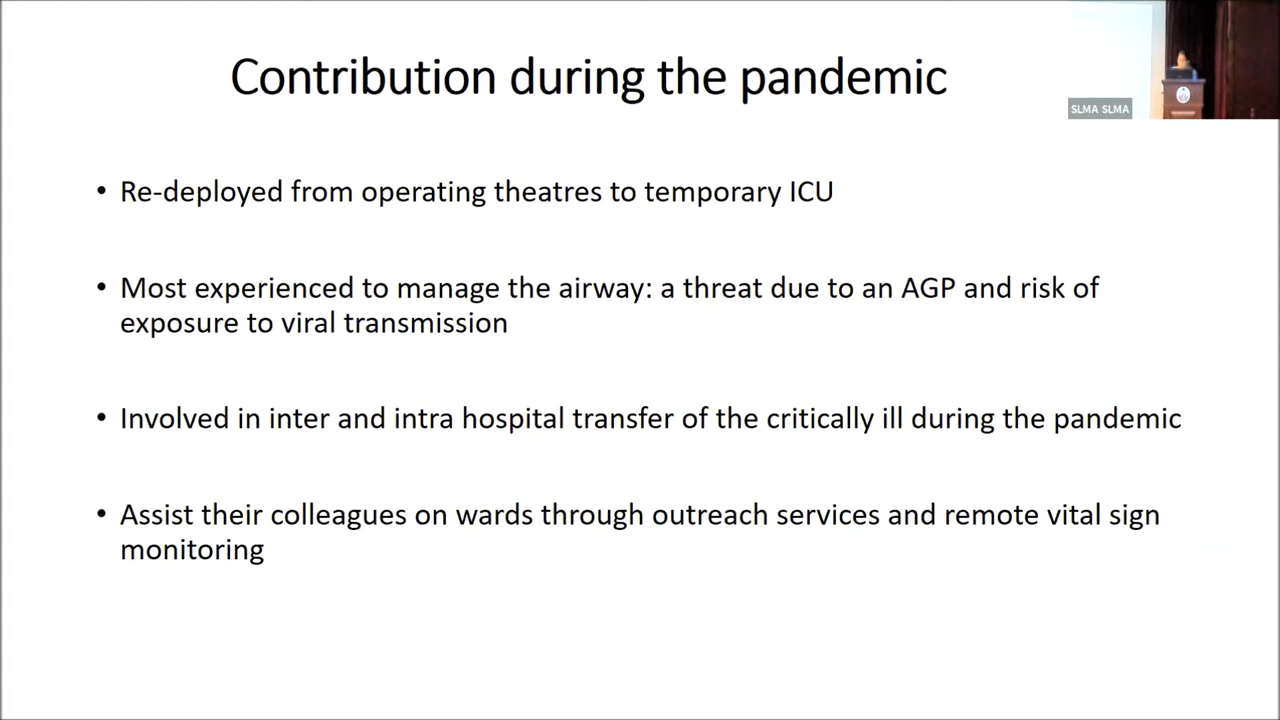 Contribution during the pandemic
SLMA SLMA
• Re-deployed from operating theatres to temporary ICU
• Most experienced to manage the airway: a threat due to an AGP and risk of
exposure to viral transmission
• Involved in inter and intra hospital transfer of the critically ill during the pandemic
• Assist their colleagues on wards through outreach services and remote vital sign
monitoring